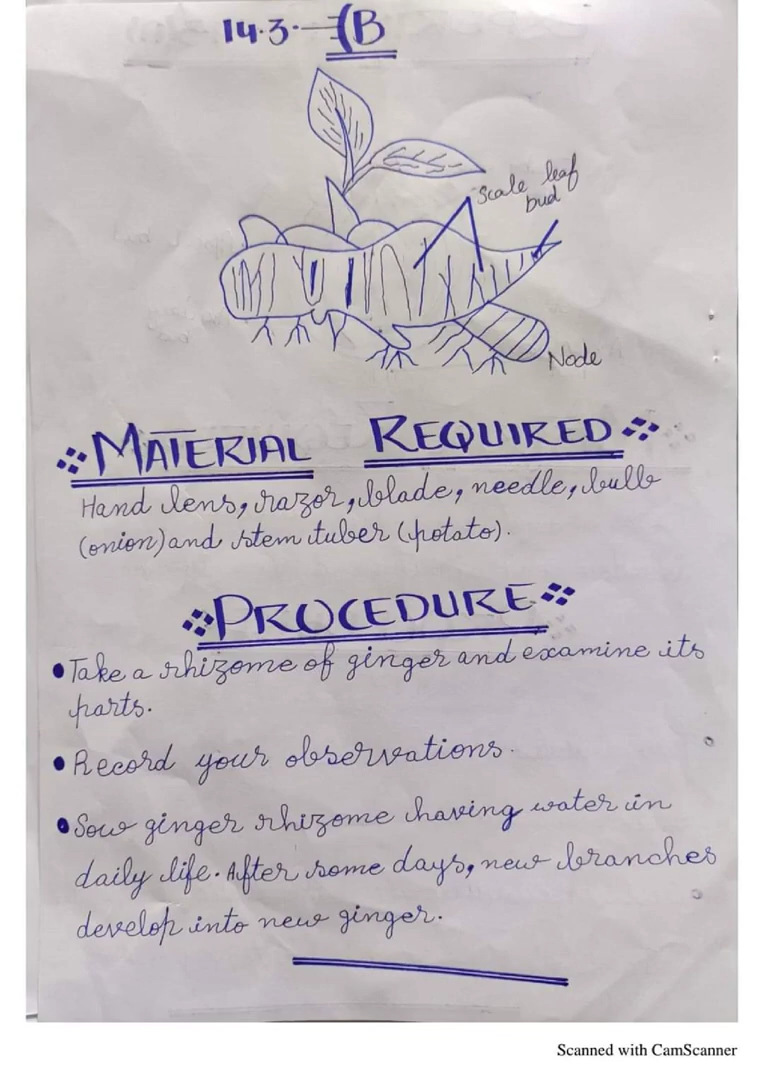 14.3.-(B
Scale leaf
bud
Node
MATERIAL REQUIRED
Hand lens, razor, blade, needle, bulb
(onion) and stem tuber (potato).
PROCEDURE
• Take a rhizome of ginger and examine its
parts.
• Record your observations.
• Sow ginger rhizome having water in
daily life. After some days, new branches
develop into new ginger.
Scanned with CamScanner